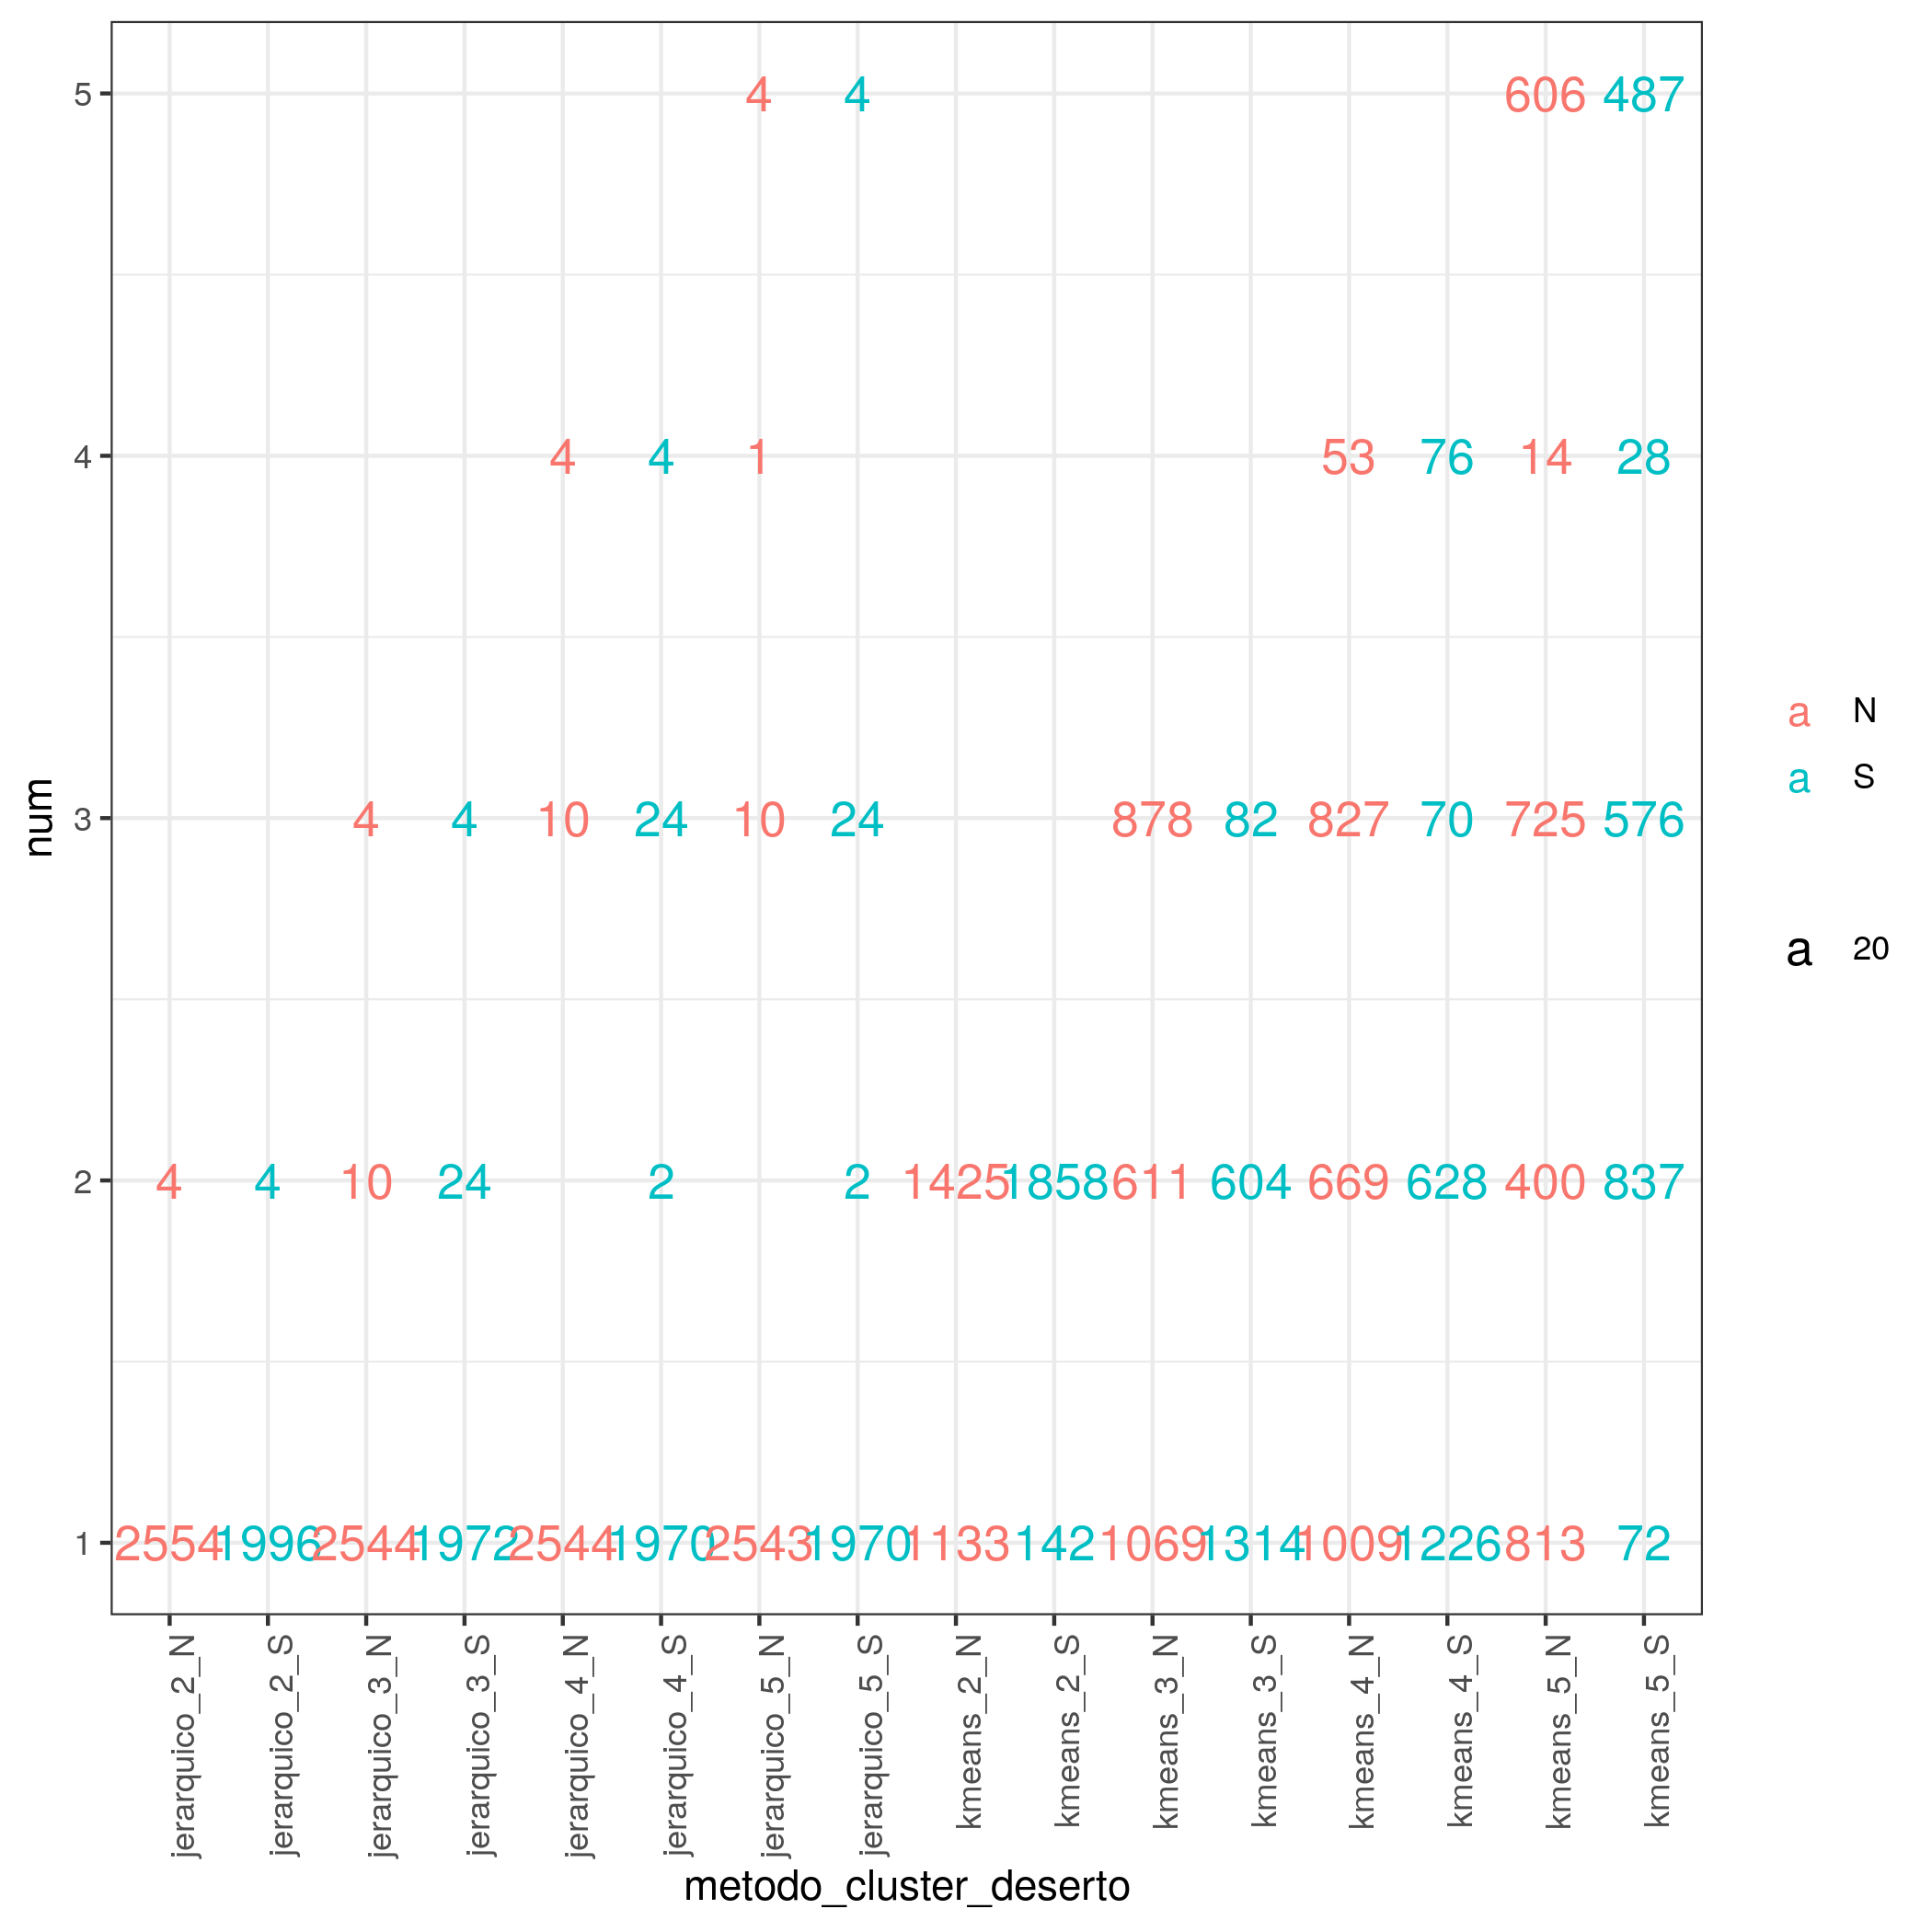 5 4 4 606 487
4 4 4 1 53 76 14 28
3 4 4 10 24 10 24 878 82 827 70 725 576
2 4 4 10 24 2 2 1425 1858 611 604 669 628 400 837
1 2554 1996 2544 1972 2544 1970 2543 1970 1133 142 1069 1314 1009 1226 813 72
num
jerarquico_2_N
jerarquico_2_S
jerarquico_3_N
jerarquico_3_S
jerarquico_4_N
jerarquico_4_S
jerarquico_5_N
jerarquico_5_S
kmeans_2_N
kmeans_2_S
kmeans_3_N
kmeans_3_S
kmeans_4_N
kmeans_4_S
kmeans_5_N
kmeans_5_S
metodo_cluster_deserto
a N
a S
a 20